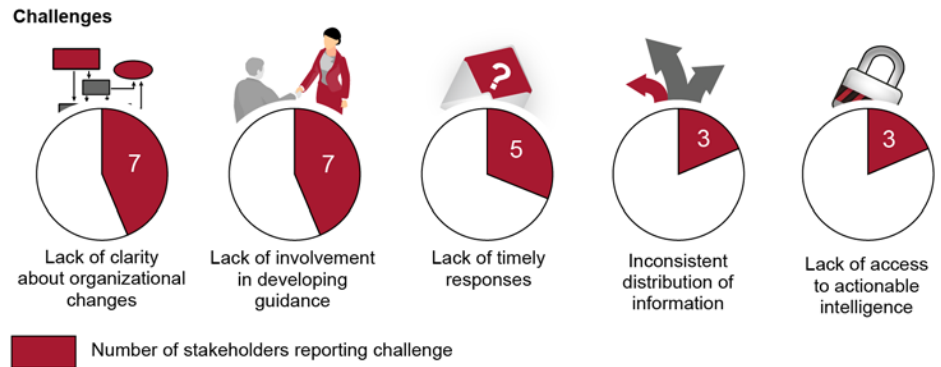 Challenges
?
7
7
5
3
3
Lack of clarity
about organizational
changes
Lack of involvement
in developing
guidance
Lack of timely
responses
Inconsistent
distribution of
information
Lack of access
to actionable
intelligence
Number of stakeholders reporting challenge